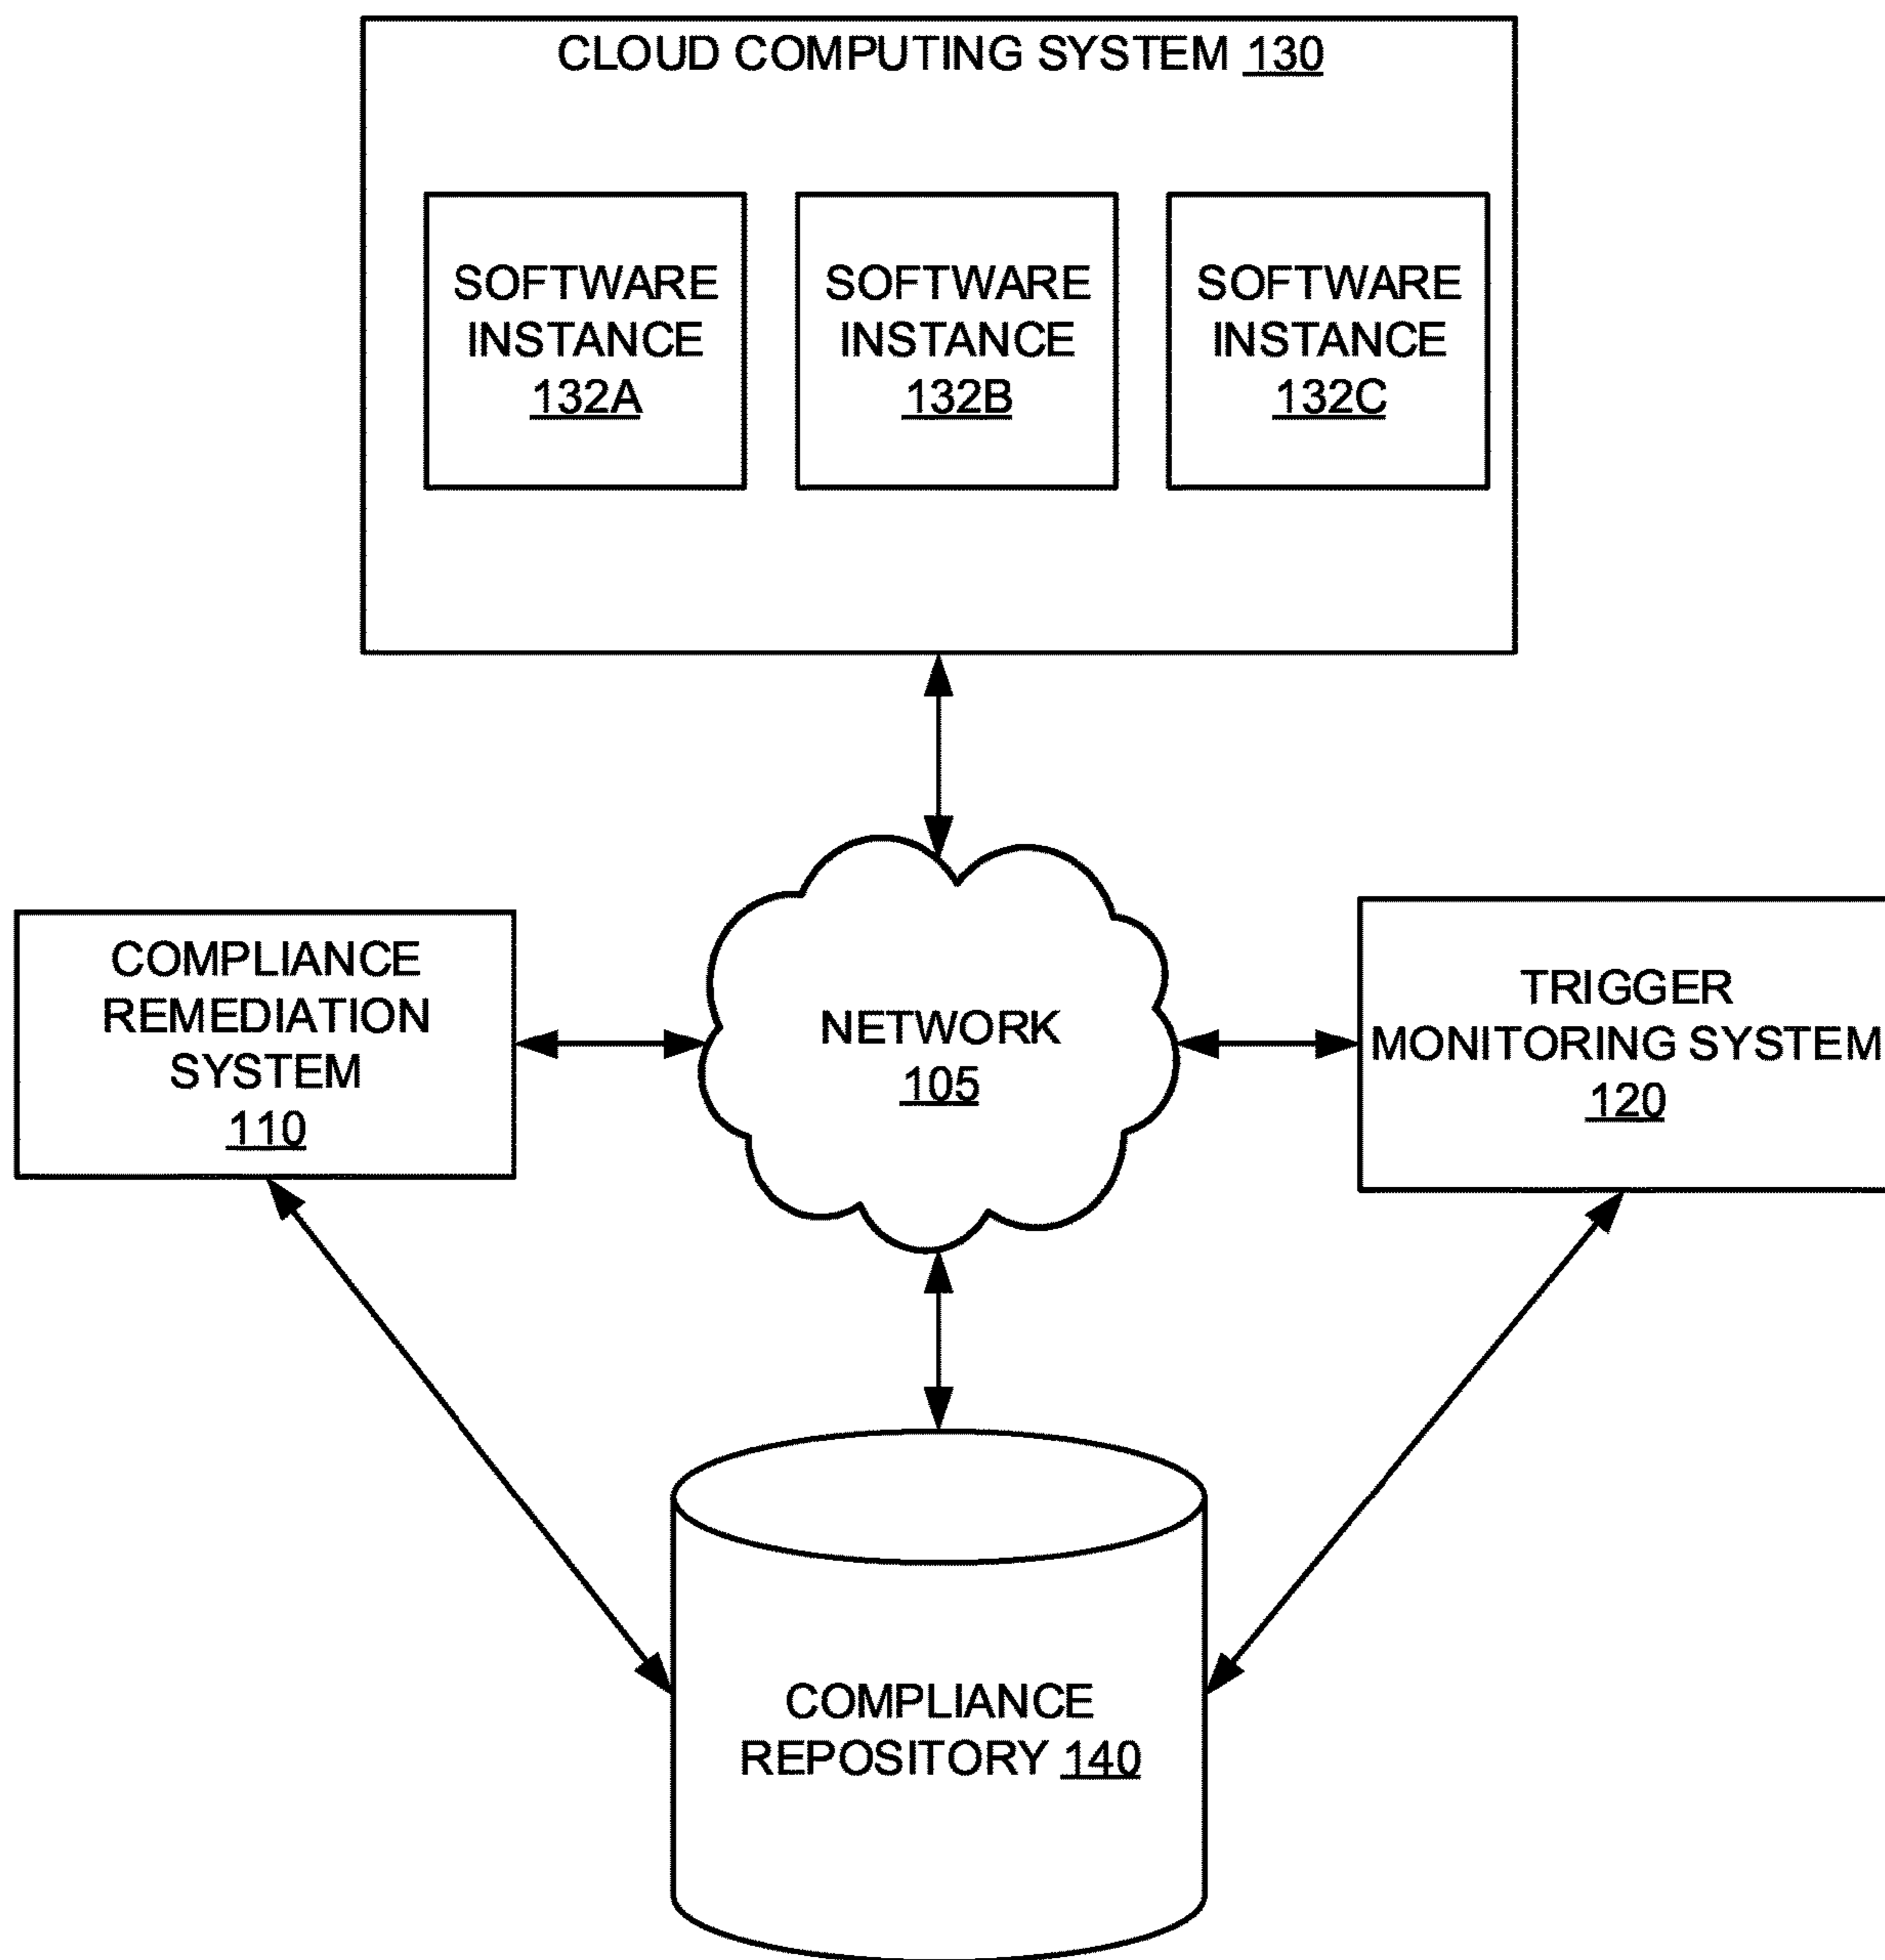 CLOUD COMPUTING SYSTEM 130
SOFTWARE
INSTANCE
132A
SOFTWARE
INSTANCE
132B
SOFTWARE
INSTANCE
132C
COMPLIANCE
REMEDIATION
SYSTEM
110
NETWORK
105
TRIGGER
MONITORING SYSTEM
120
COMPLIANCE
REPOSITORY 140